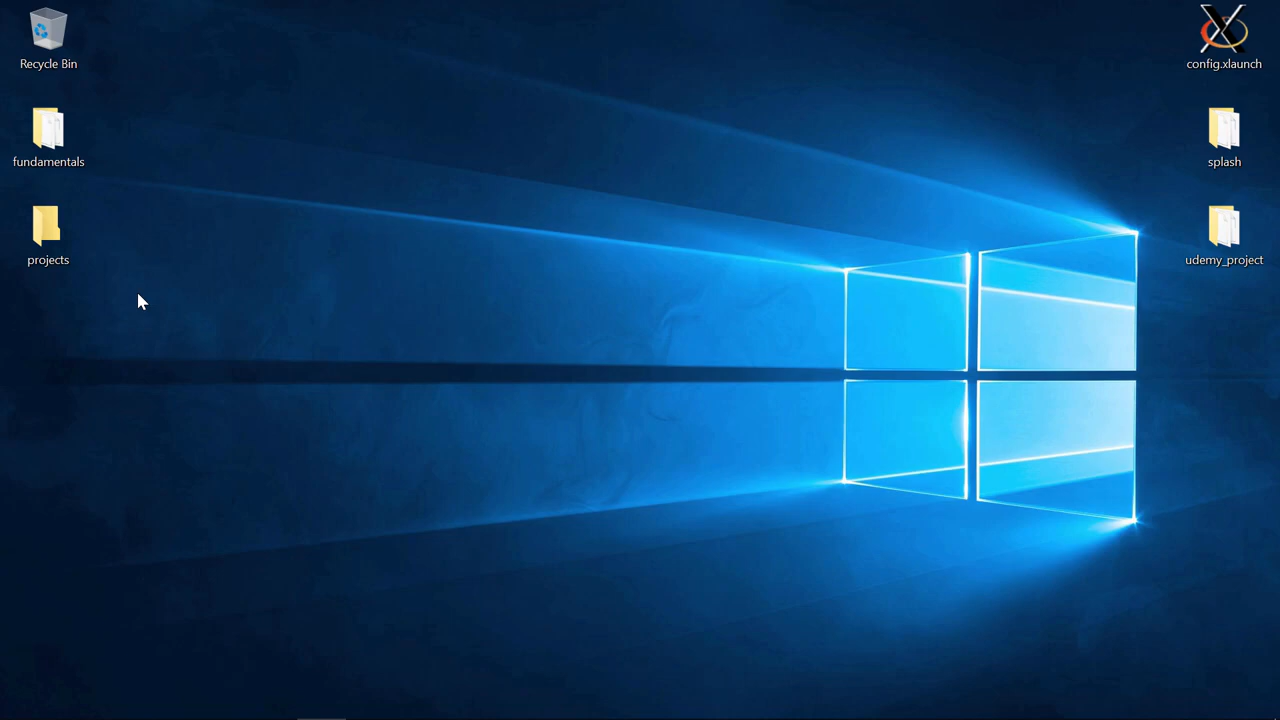 Recycle Bin
fundamentals
projects
config.xlaunch
splash
udemy_project